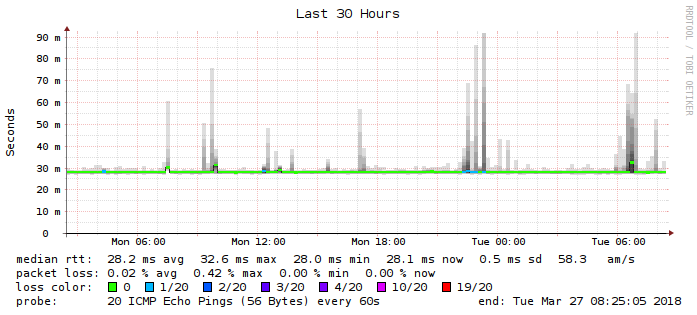 Last 30 Hours
RRDTOOL / TOBI OETIKER
Seconds
90 m
80 m
70 m
60 m
50 m
40 m
30 m
20 m
10 m
0
Mon 06:00 Mon 12:00 Mon 18:00 Tue 00:00 Tue 06:00
median rtt: 28.2 ms avg 32.6 ms max 28.0 ms min 28.1 ms now 0.5 ms sd 58.3 am/s
packet loss: 0.02 % avg 0.42 % max 0.00 % min 0.00 % now
loss color: 0 1/20 2/20 3/20 4/20 10/20 19/20
probe: 20 ICMP Echo Pings (56 Bytes) every 60s end: Tue Mar 27 08:25:05 2018